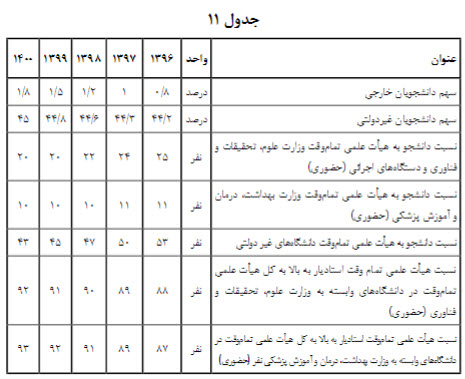 جدول ۱۱
عنوان واحد ۱۳۹۶ ۱۳۹۷ ۱۳۹۸ ۱۳۹۹ ۱۴۰۰
سهم دانشجویان خارجی درصد ۰/۸ ۱ ۱/۲ ۱/۵ ۱/۸
سهم دانشجویان غیردولتی درصد ۴۴/۲ ۴۴/۳ ۴۴/۶ ۴۴/۸ ۴۵
نسبت دانشجو به هیأت علمی تمام‌وقت وزارت علوم، تحقیقات و
فناوری و دستگاه‌های اجرائی (حضوری) نفر ۲۵ ۲۴ ۲۲ ۲۰ ۲۰
نسبت دانشجو به هیأت علمی تمام‌وقت وزارت بهداشت، درمان
و آموزش پزشکی (حضوری) نفر ۱۱ ۱۱ ۱۰ ۱۰ ۱۰
نسبت دانشجو به هیأت علمی تمام‌وقت دانشگاه‌های غیر دولتی نفر ۵۳ ۵۰ ۴۷ ۴۵ ۴۳
نسبت هیأت علمی تمام وقت استادیار به بالا به کل هیأت علمی
تمام‌وقت در دانشگاه‌های وابسته به وزارت علوم، تحقیقات و
فناوری (حضوری) نفر ۸۸ ۸۹ ۹۰ ۹۱ ۹۲
نسبت هیأت علمی تمام‌وقت استادیار به بالا به کل هیأت علمی تمام‌وقت در
دانشگاه‌های وابسته به وزارت بهداشت، درمان و آموزش پزشکی نفر (حضوری) نفر ۸۷ ۸۹ ۹۱ ۹۲ ۹۳